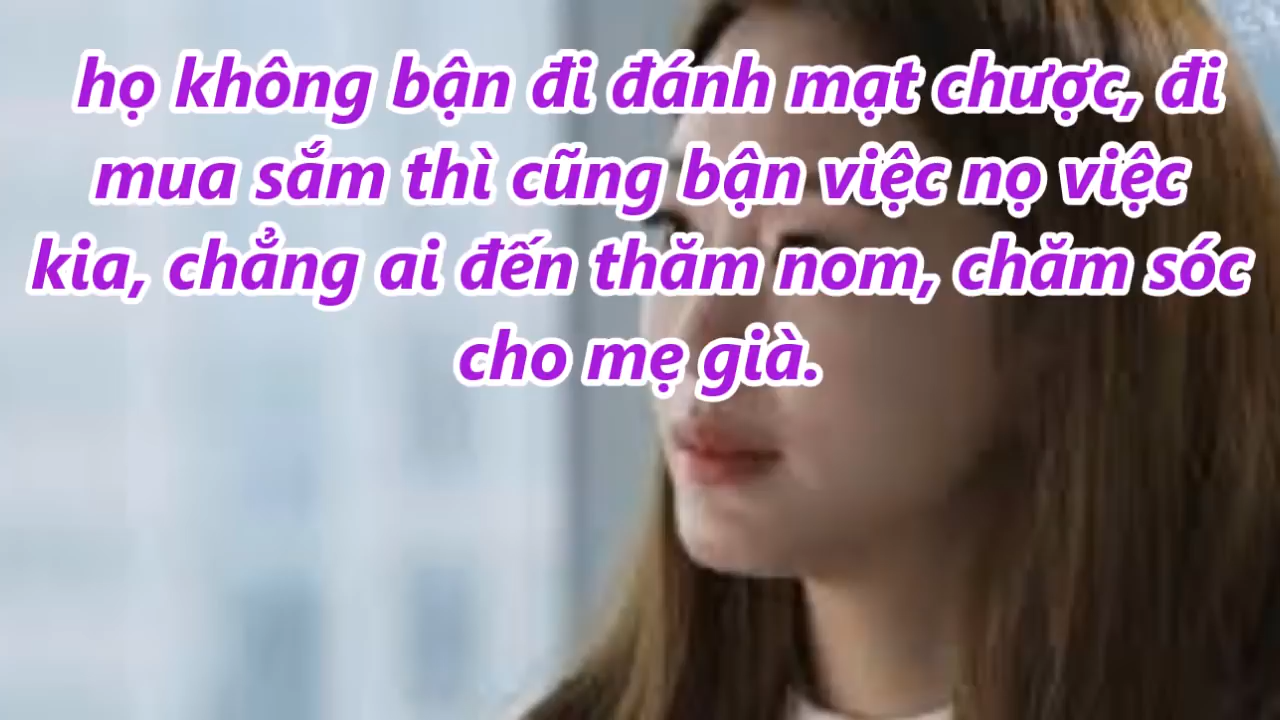 họ không bận đi đánh mạt chược, đi
mua sắm thì cũng bận việc nọ việc
kia, chẳng ai đến thăm nom, chăm sóc
cho mẹ già.